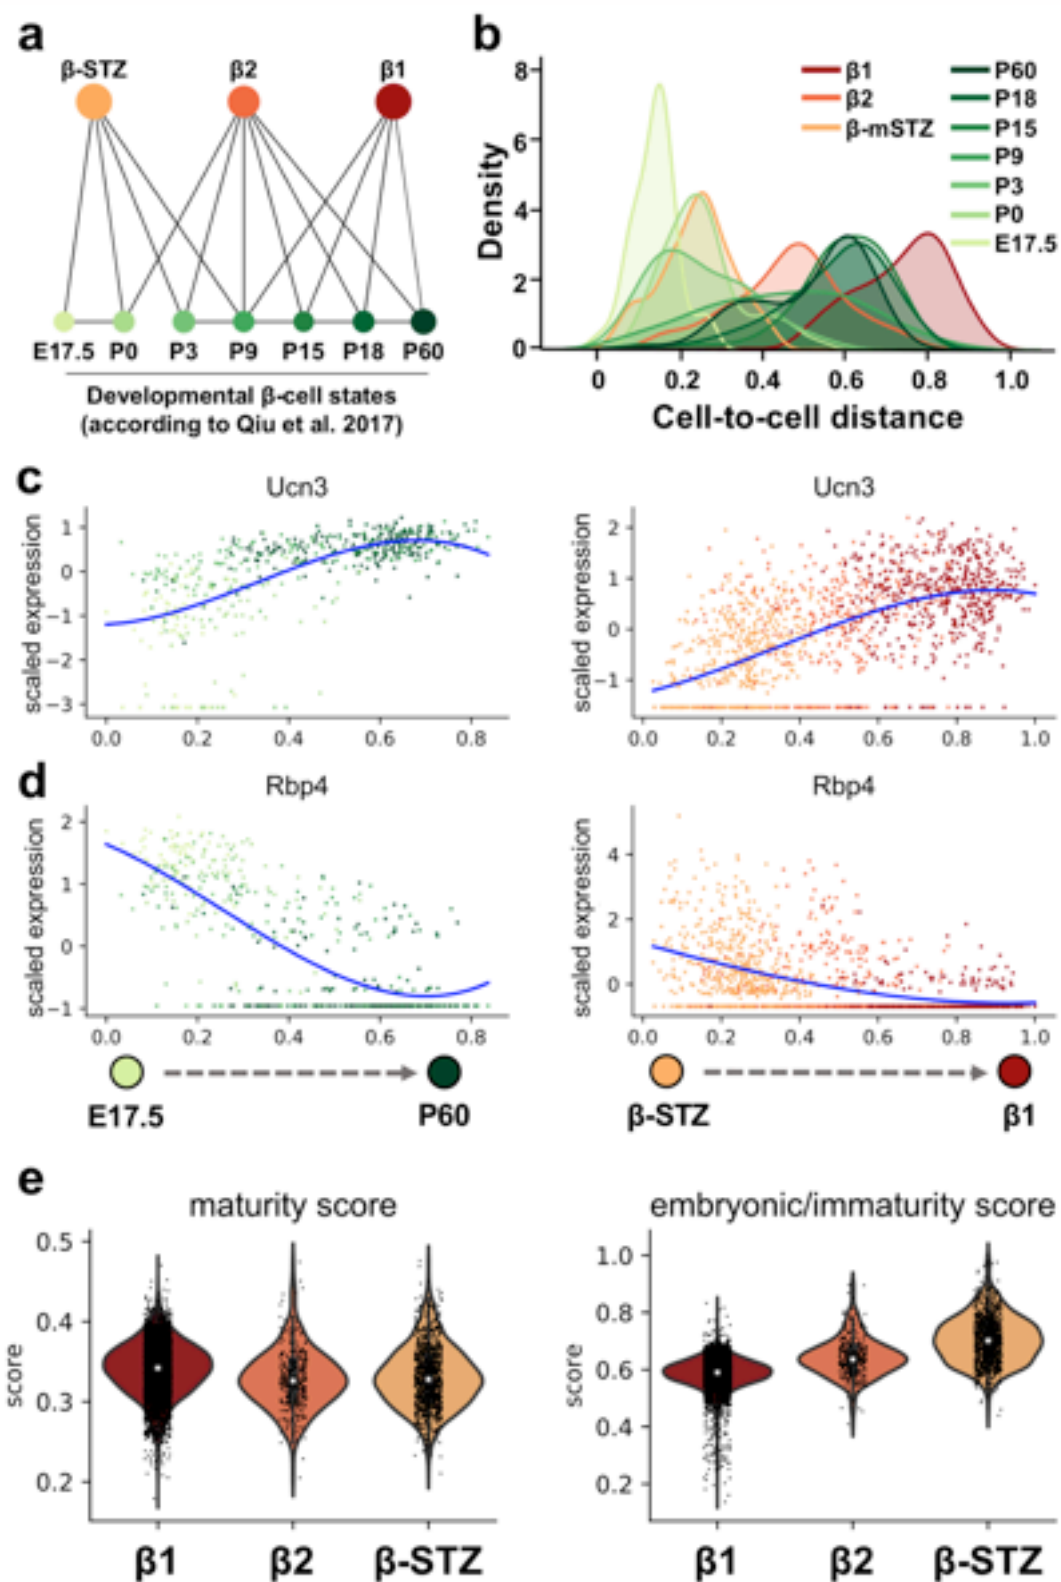 a
β-STZ β2 β1
E17.5 P0 P3 P9 P15 P18 P60
Developmental β-cell states
(according to Qiu et al. 2017)
b
8
6
4
2
0
Density
0 0.2 0.4 0.6 0.8 1.0
Cell-to-cell distance
β1
β2
β-mSTZ
P60
P18
P15
P9
P3
P0
E17.5
c
Ucn3
scaled expression
1
0
−1
−2
−3
0.0 0.2 0.4 0.6 0.8
Ucn3
scaled expression
2
1
0
−1
0.0 0.2 0.4 0.6 0.8 1.0
d
Rbp4
scaled expression
2
1
0
−1
0.0 0.2 0.4 0.6 0.8
E17.5 P60
Rbp4
scaled expression
4
2
0
0.0 0.2 0.4 0.6 0.8 1.0
β-STZ β1
e
maturity score
score
0.5
0.4
0.3
0.2
β1 β2 β-STZ
embryonic/immaturity score
score
1.0
0.8
0.6
0.4
0.2
β1 β2 β-STZ